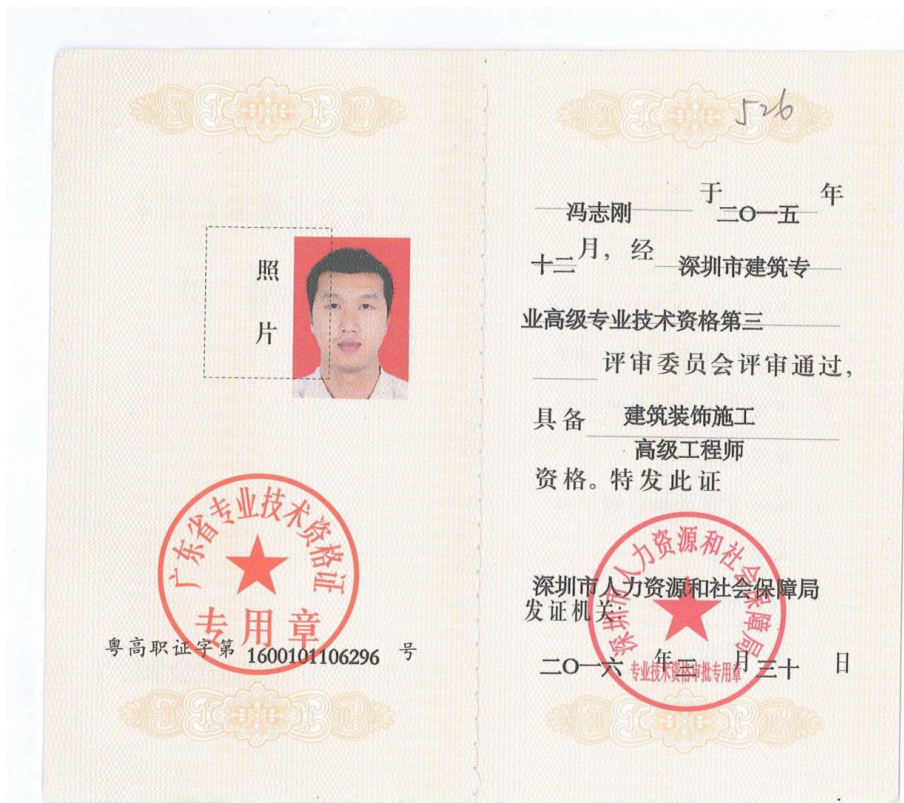 照
片
广东省专业技术资格证
专用章
粤高职证字第 1600101106296 号
526
冯志刚 于 二〇一五 年
十二 月，经 深圳市建筑专
业高级专业技术资格第三
评审委员会评审通过，
具备 建筑装饰施工
高级工程师
资格。特发此证
深圳市人力资源和社会保障局
深圳市人力资源和社会保障局
发证机关：
二〇一六 年 三 月 三十 日
专业技术资格审批专用章